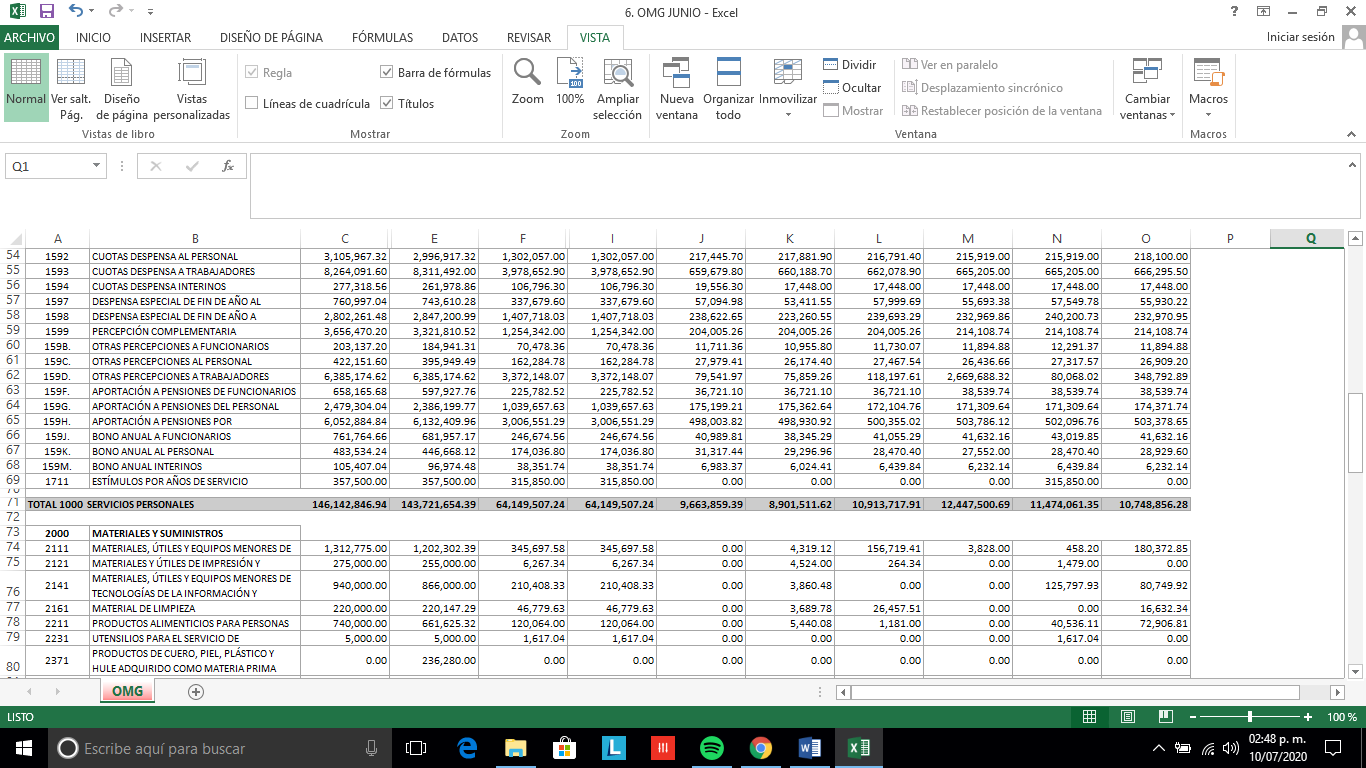 6. OMG JUNIO - Excel
ARCHIVO INICIO INSERTAR DISEÑO DE PÁGINA FÓRMULAS DATOS REVISAR VISTA Iniciar sesión
Normal Ver salt. Pág. Diseño de página Vistas personalizadas
Vistas de libro
Regla Barra de fórmulas
Líneas de cuadrícula Títulos
Mostrar
Zoom 100% Ampliar selección
Zoom
Nueva ventana Organizar todo Inmovilizar
Dividir Ver en paralelo
Ocultar Desplazamiento sincrónico
Mostrar Restablecer posición de la ventana
Cambiar ventanas
Ventana
Macros
Macros
Q1 fx
A B C E F I J K L M N O P Q
54 1592 CUOTAS DESPENSA AL PERSONAL 3,105,967.32 2,996,917.32 1,302,057.00 1,302,057.00 217,445.70 217,881.90 216,791.40 215,919.00 215,919.00 218,100.00
55 1593 CUOTAS DESPENSA A TRABAJADORES 8,264,091.60 8,311,492.00 3,978,652.90 3,978,652.90 659,679.80 660,188.70 662,078.90 665,205.00 665,205.00 666,295.50
56 1594 CUOTAS DESPENSA INTERINOS 277,318.56 261,978.86 106,796.30 106,796.30 19,556.30 17,448.00 17,448.00 17,448.00 17,448.00 17,448.00
57 1597 DESPENSA ESPECIAL DE FIN DE AÑO AL 760,997.04 743,610.28 337,679.60 337,679.60 57,094.98 53,411.55 57,999.69 55,693.38 57,549.78 55,930.22
58 1598 DESPENSA ESPECIAL DE FIN DE AÑO A 2,802,261.48 2,847,200.99 1,407,718.03 1,407,718.03 238,622.65 223,260.55 239,693.29 232,969.86 240,200.73 232,970.95
59 1599 PERCEPCIÓN COMPLEMENTARIA 3,656,470.20 3,321,810.52 1,254,342.00 1,254,342.00 204,005.26 204,005.26 204,005.26 214,108.74 214,108.74 214,108.74
60 159B. OTRAS PERCEPCIONES A FUNCIONARIOS 203,137.20 184,941.31 70,478.36 70,478.36 11,711.36 10,955.80 11,730.07 11,894.88 12,291.37 11,894.88
61 159C. OTRAS PERCEPCIONES AL PERSONAL 422,151.60 395,949.49 162,284.78 162,284.78 27,979.41 26,174.40 27,467.54 26,436.66 27,317.57 26,909.20
62 159D. OTRAS PERCEPCIONES A TRABAJADORES 6,385,174.62 6,385,174.62 3,372,148.07 3,372,148.07 79,541.97 75,859.26 118,197.61 2,669,688.32 80,068.02 348,792.89
63 159F. APORTACIÓN A PENSIONES DE FUNCIONARIOS 658,165.68 597,927.76 225,782.52 225,782.52 36,721.10 36,721.10 36,721.10 38,539.74 38,539.74 38,539.74
64 159G. APORTACIÓN A PENSIONES DEL PERSONAL 2,479,304.04 2,386,199.77 1,039,657.63 1,039,657.63 175,199.21 175,362.64 172,104.76 171,309.64 171,309.64 174,371.74
65 159H. APORTACIÓN A PENSIONES POR 6,052,884.84 6,132,409.96 3,006,551.29 3,006,551.29 498,003.82 498,930.92 500,355.02 503,786.12 502,096.76 503,378.65
66 159J. BONO ANUAL A FUNCIONARIOS 761,764.66 681,957.17 246,674.56 246,674.56 40,989.81 38,345.29 41,055.29 41,632.16 43,019.85 41,632.16
67 159K. BONO ANUAL AL PERSONAL 483,534.24 446,668.12 174,036.80 174,036.80 31,317.44 29,296.96 28,470.40 27,552.00 28,470.40 28,929.60
68 159M. BONO ANUAL INTERINOS 105,407.04 96,974.48 38,351.74 38,351.74 6,983.37 6,024.41 6,439.84 6,232.14 6,439.84 6,232.14
69 1711 ESTÍMULOS POR AÑOS DE SERVICIO 357,500.00 357,500.00 315,850.00 315,850.00 0.00 0.00 0.00 0.00 315,850.00 0.00
70
71 TOTAL 1000 SERVICIOS PERSONALES 146,142,846.94 143,721,654.39 64,149,507.24 64,149,507.24 9,663,859.39 8,901,511.62 10,913,717.91 12,447,500.69 11,474,061.35 10,748,856.28
72
73 2000 MATERIALES Y SUMINISTROS
74 2111 MATERIALES, ÚTILES Y EQUIPOS MENORES DE 1,312,775.00 1,202,302.39 345,697.58 345,697.58 0.00 4,319.12 156,719.41 3,828.00 458.20 180,372.85
75 2121 MATERIALES Y ÚTILES DE IMPRESIÓN Y 275,000.00 255,000.00 6,267.34 6,267.34 0.00 4,524.00 264.34 0.00 1,479.00 0.00
MATERIALES, ÚTILES Y EQUIPOS MENORES DE
76 2141 TECNOLOGÍAS DE LA INFORMACIÓN Y 940,000.00 866,000.00 210,408.33 210,408.33 0.00 3,860.48 0.00 0.00 125,797.93 80,749.92
77 2161 MATERIAL DE LIMPIEZA 220,000.00 220,147.29 46,779.63 46,779.63 0.00 3,689.78 26,457.51 0.00 0.00 16,632.34
78 2211 PRODUCTOS ALIMENTICIOS PARA PERSONAS 740,000.00 661,625.32 120,064.00 120,064.00 0.00 5,440.08 1,181.00 0.00 40,536.11 72,906.81
79 2231 UTENSILIOS PARA EL SERVICIO DE 5,000.00 5,000.00 1,617.04 1,617.04 0.00 0.00 0.00 0.00 1,617.04 0.00
PRODUCTOS DE CUERO, PIEL, PLÁSTICO Y
80 2371 HULE ADQUIRIDO COMO MATERIA PRIMA 0.00 236,280.00 0.00 0.00 0.00 0.00 0.00 0.00 0.00 0.00
OMG
LISTO 100 %
Escribe aquí para buscar
02:48 p. m.
10/07/2020